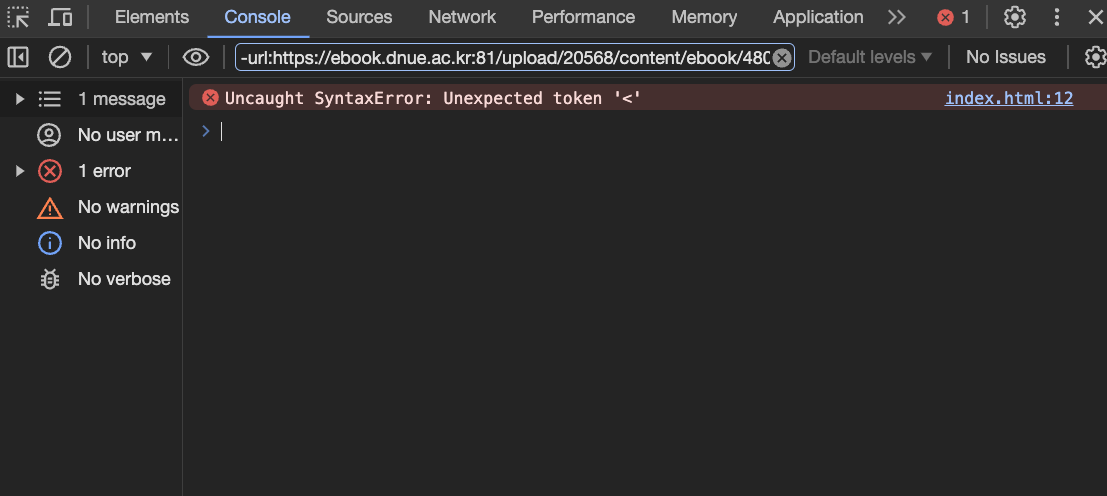 Elements Console Sources Network Performance Memory Application 1
top -url:https://ebook.dnue.ac.kr:81/upload/20568/content/ebook/480 Default levels No Issues
1 message
Uncaught SyntaxError: Unexpected token '<' index.html:12
No user m...
1 error
No warnings
No info
No verbose